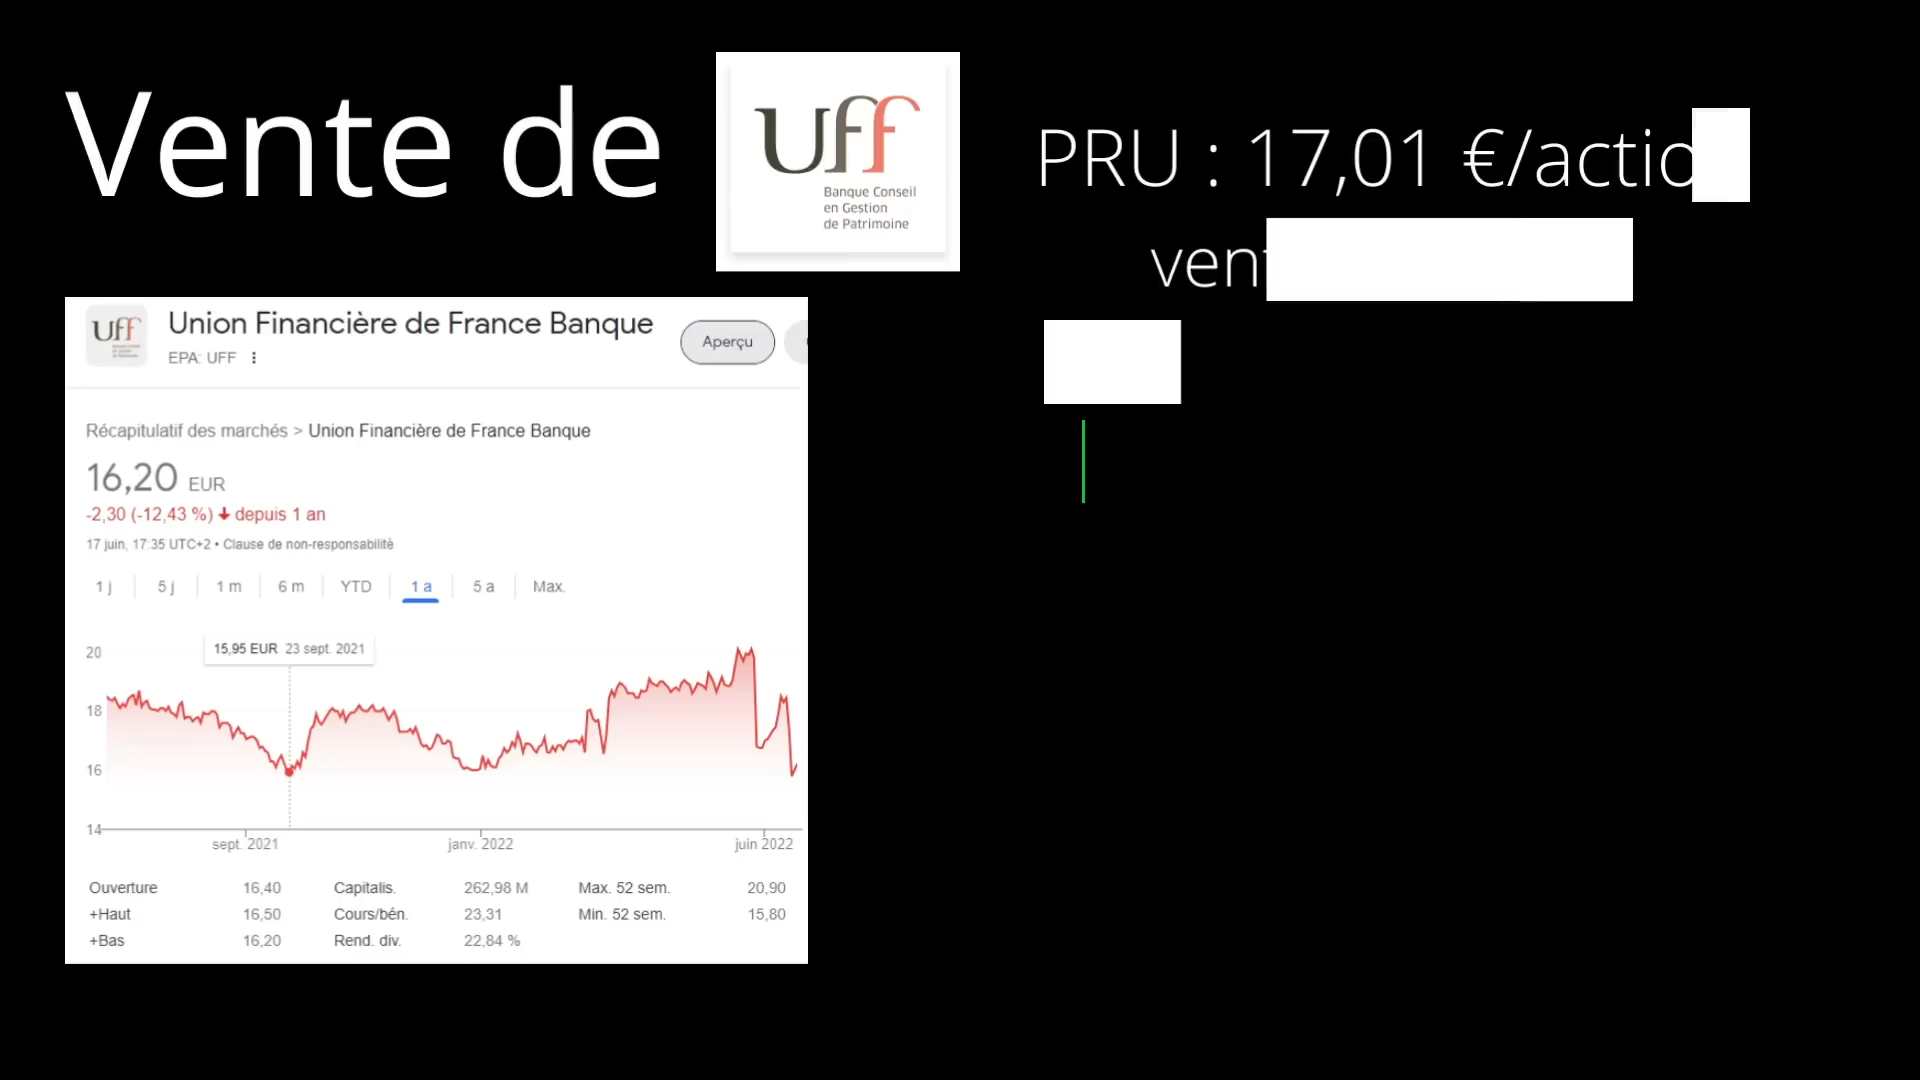 Vente de
uff
Banque Conseil
en Gestion
de Patrimoine
PRU : 17,01 €/actio
ven
uff
Union Financière de France Banque
EPA: UFF
Aperçu
Récapitulatif des marchés > Union Financière de France Banque
16,20 EUR
-2,30 (-12,43 %) depuis 1 an
17 juin, 17:35 UTC+2 • Clause de non-responsabilité
1 j 5 j 1 m 6 m YTD 1 a 5 a Max.
15,95 EUR 23 sept. 2021
20
18
16
14
sept. 2021 janv. 2022 juin 2022
Ouverture 16,40 Capitalis. 262,98 M Max. 52 sem. 20,90
+Haut 16,50 Cours/bén. 23,31 Min. 52 sem. 15,80
+Bas 16,20 Rend. div. 22,84 %